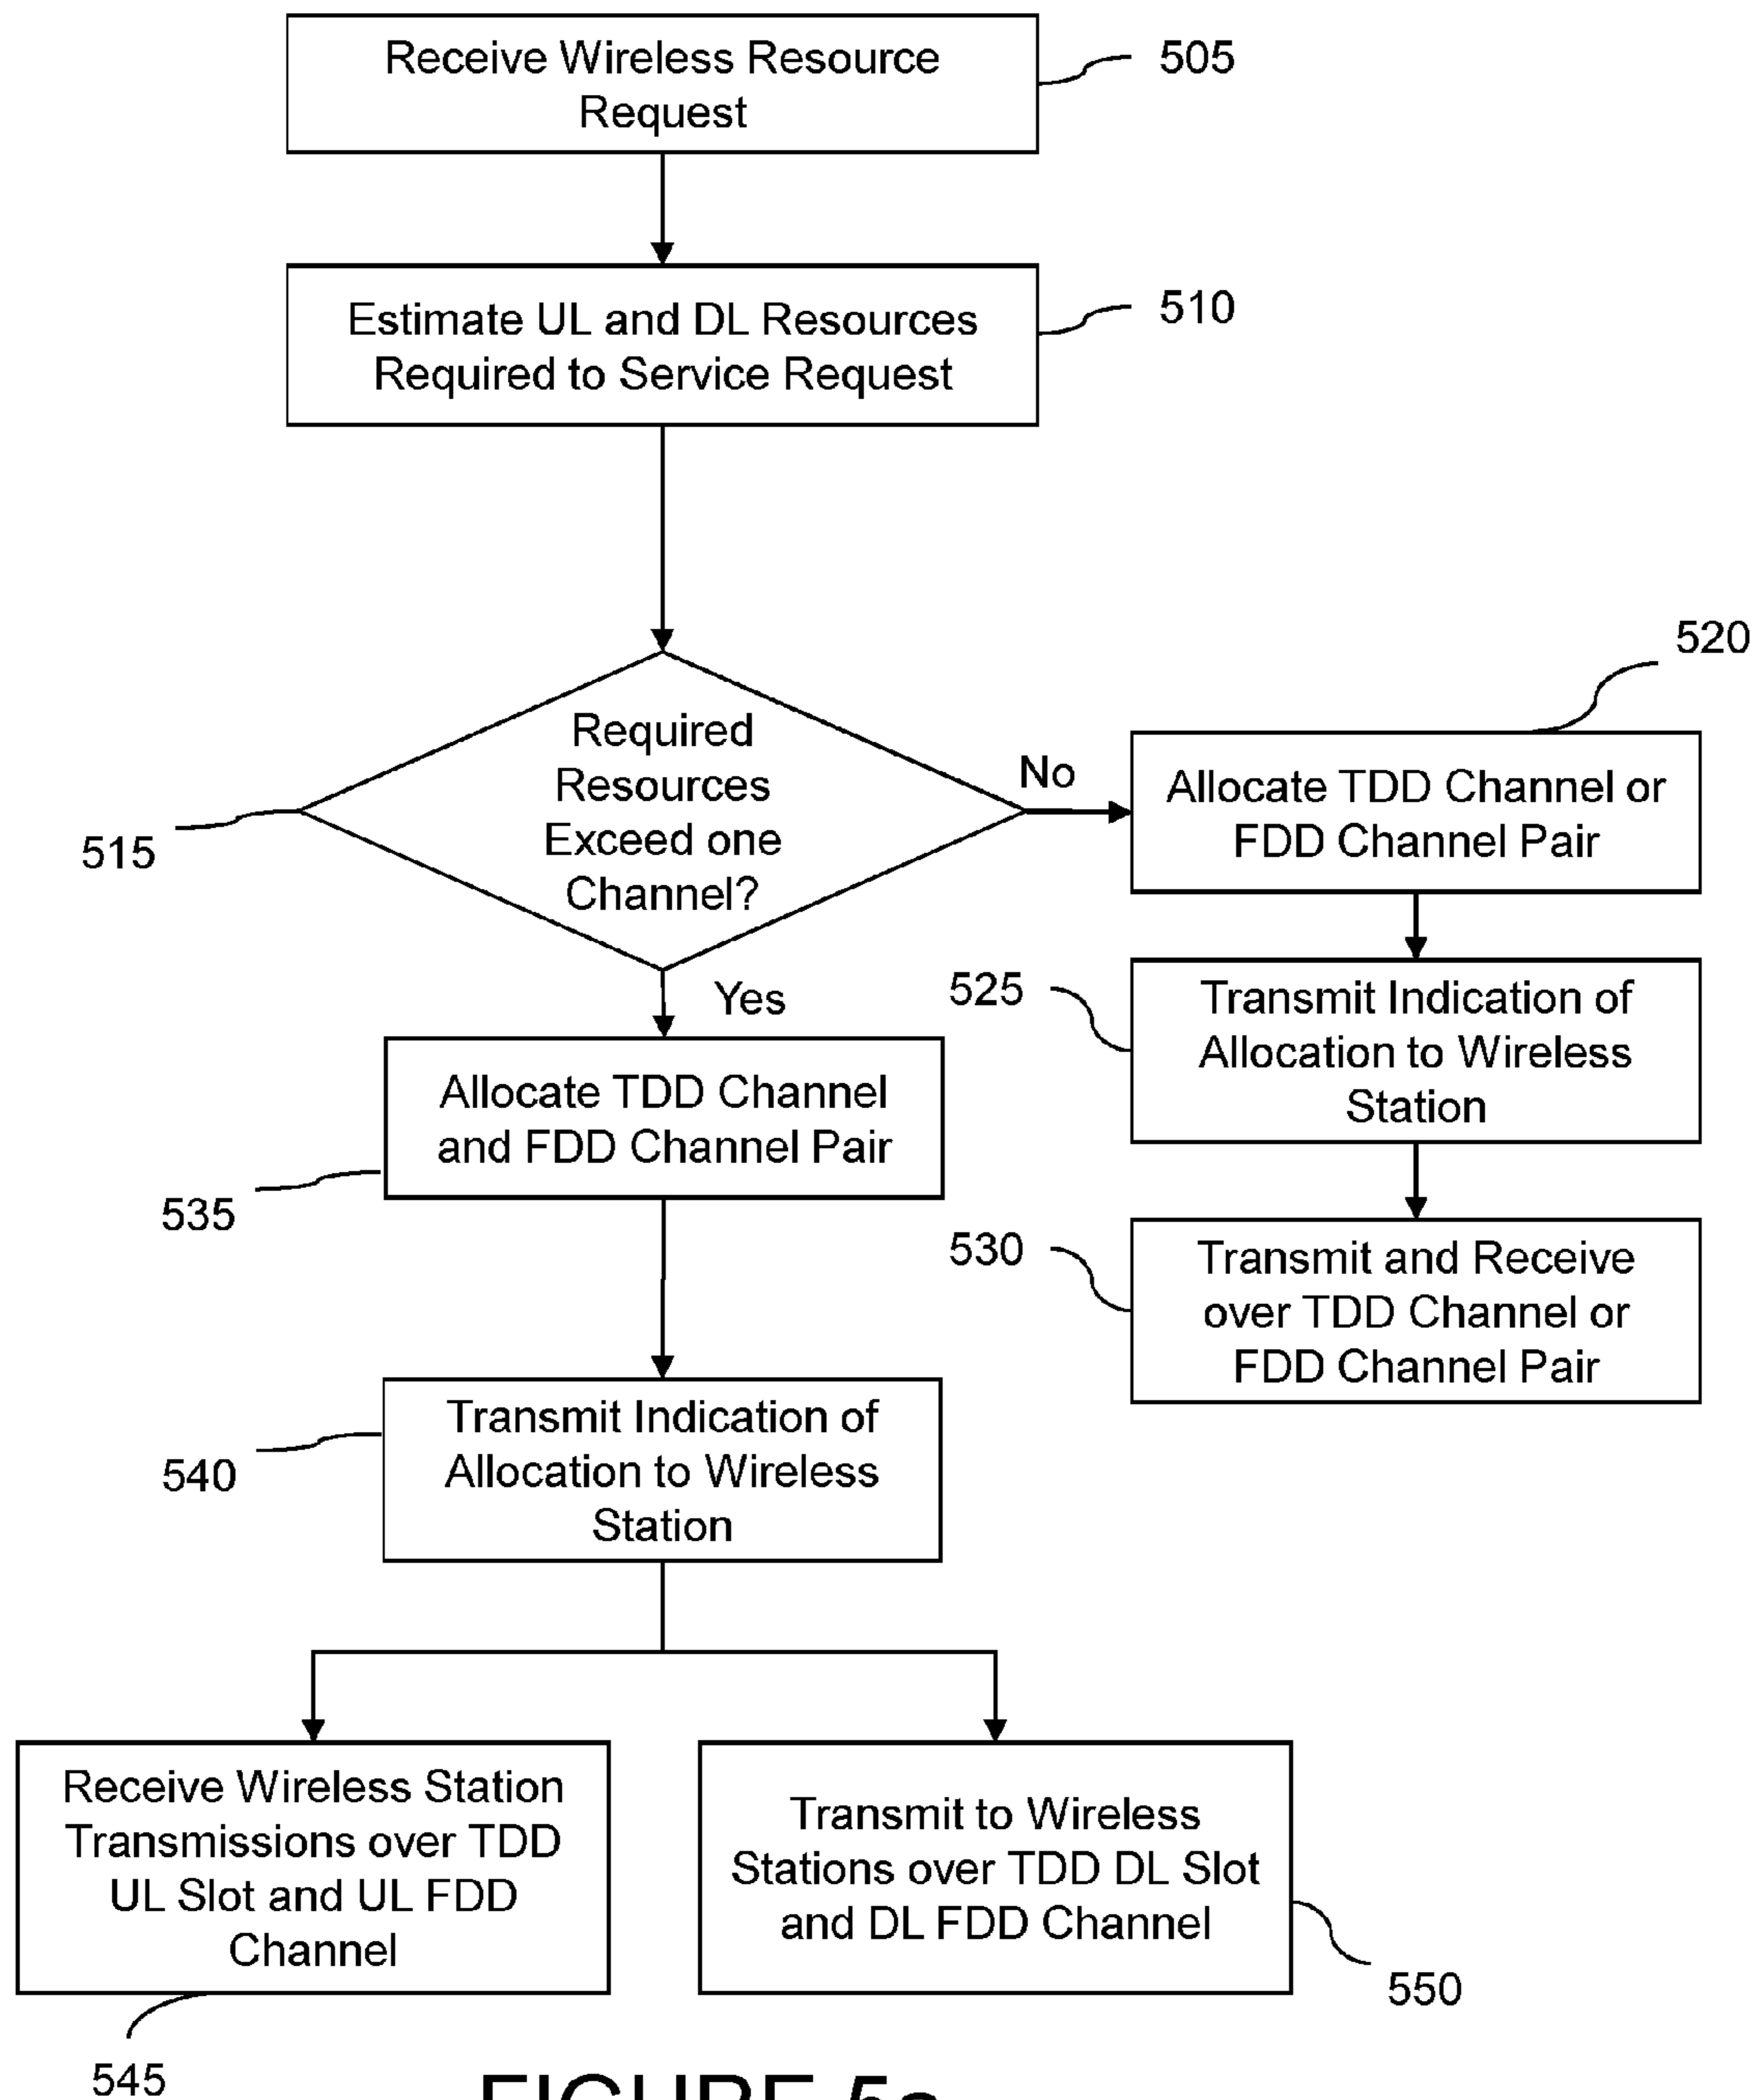 Receive Wireless Resource
Request
505
Estimate UL and DL Resources
Required to Service Request
510
Required
Resources
Exceed one
Channel?
515
No
520
Allocate TDD Channel or
FDD Channel Pair
Yes
525
Transmit Indication of
Allocation to Wireless
Station
Allocate TDD Channel
and FDD Channel Pair
535
530
Transmit and Receive
over TDD Channel or
FDD Channel Pair
Transmit Indication of
Allocation to Wireless
Station
540
Receive Wireless Station
Transmissions over TDD
UL Slot and UL FDD
Channel
545
Transmit to Wireless
Stations over TDD DL Slot
and DL FDD Channel
550
FIGURE 5a